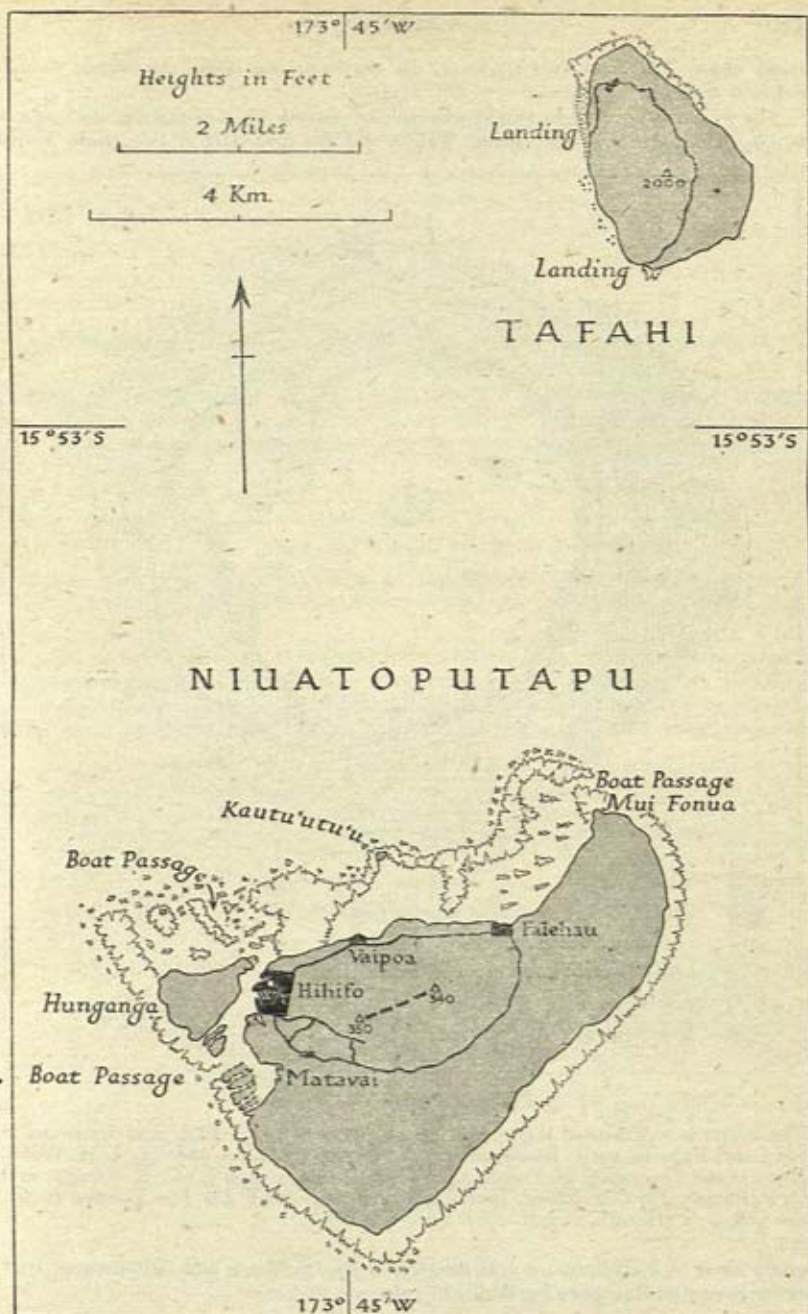 173° 45'W
Heights in Feet
2 Miles
4 Km.
Landing
2000
Landing
TAFAHI
15°53'S
15°53'S
NIUATOPUTAPU
Boat Passage
Mui Fonua
Kautu'utu'u
Boat Passage
Falehau
Vaipoa
Hihifo
Hunganga
340
350
Boat Passage
Matavai
173° 45'W